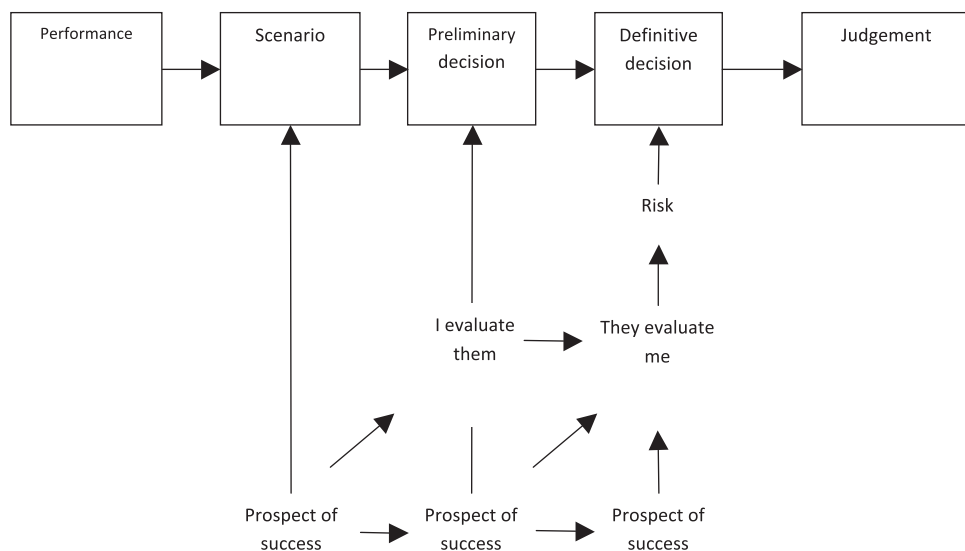 Performance
Scenario
Preliminary
decision
Definitive
decision
Judgement
Risk
I evaluate
them
They evaluate
me
Prospect of
success
Prospect of
success
Prospect of
success